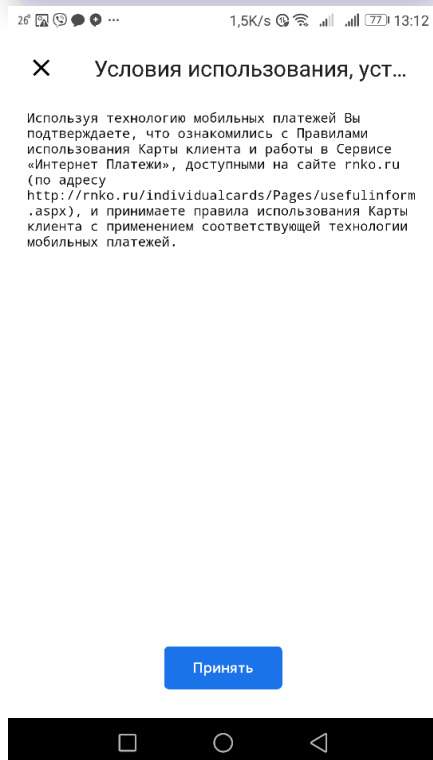 26° ... 1,5K/s 77 13:12
Условия использования, уст...
Используя технологию мобильных платежей Вы
подтверждаете, что ознакомились с Правилами
использования Карты клиента и работы в Сервисе
«Интернет Платежи», доступными на сайте rnko.ru
(по адресу
http://rnko.ru/individualcards/Pages/usefulinform
.aspx), и принимаете правила использования Карты
клиента с применением соответствующей технологии
мобильных платежей.
Принять